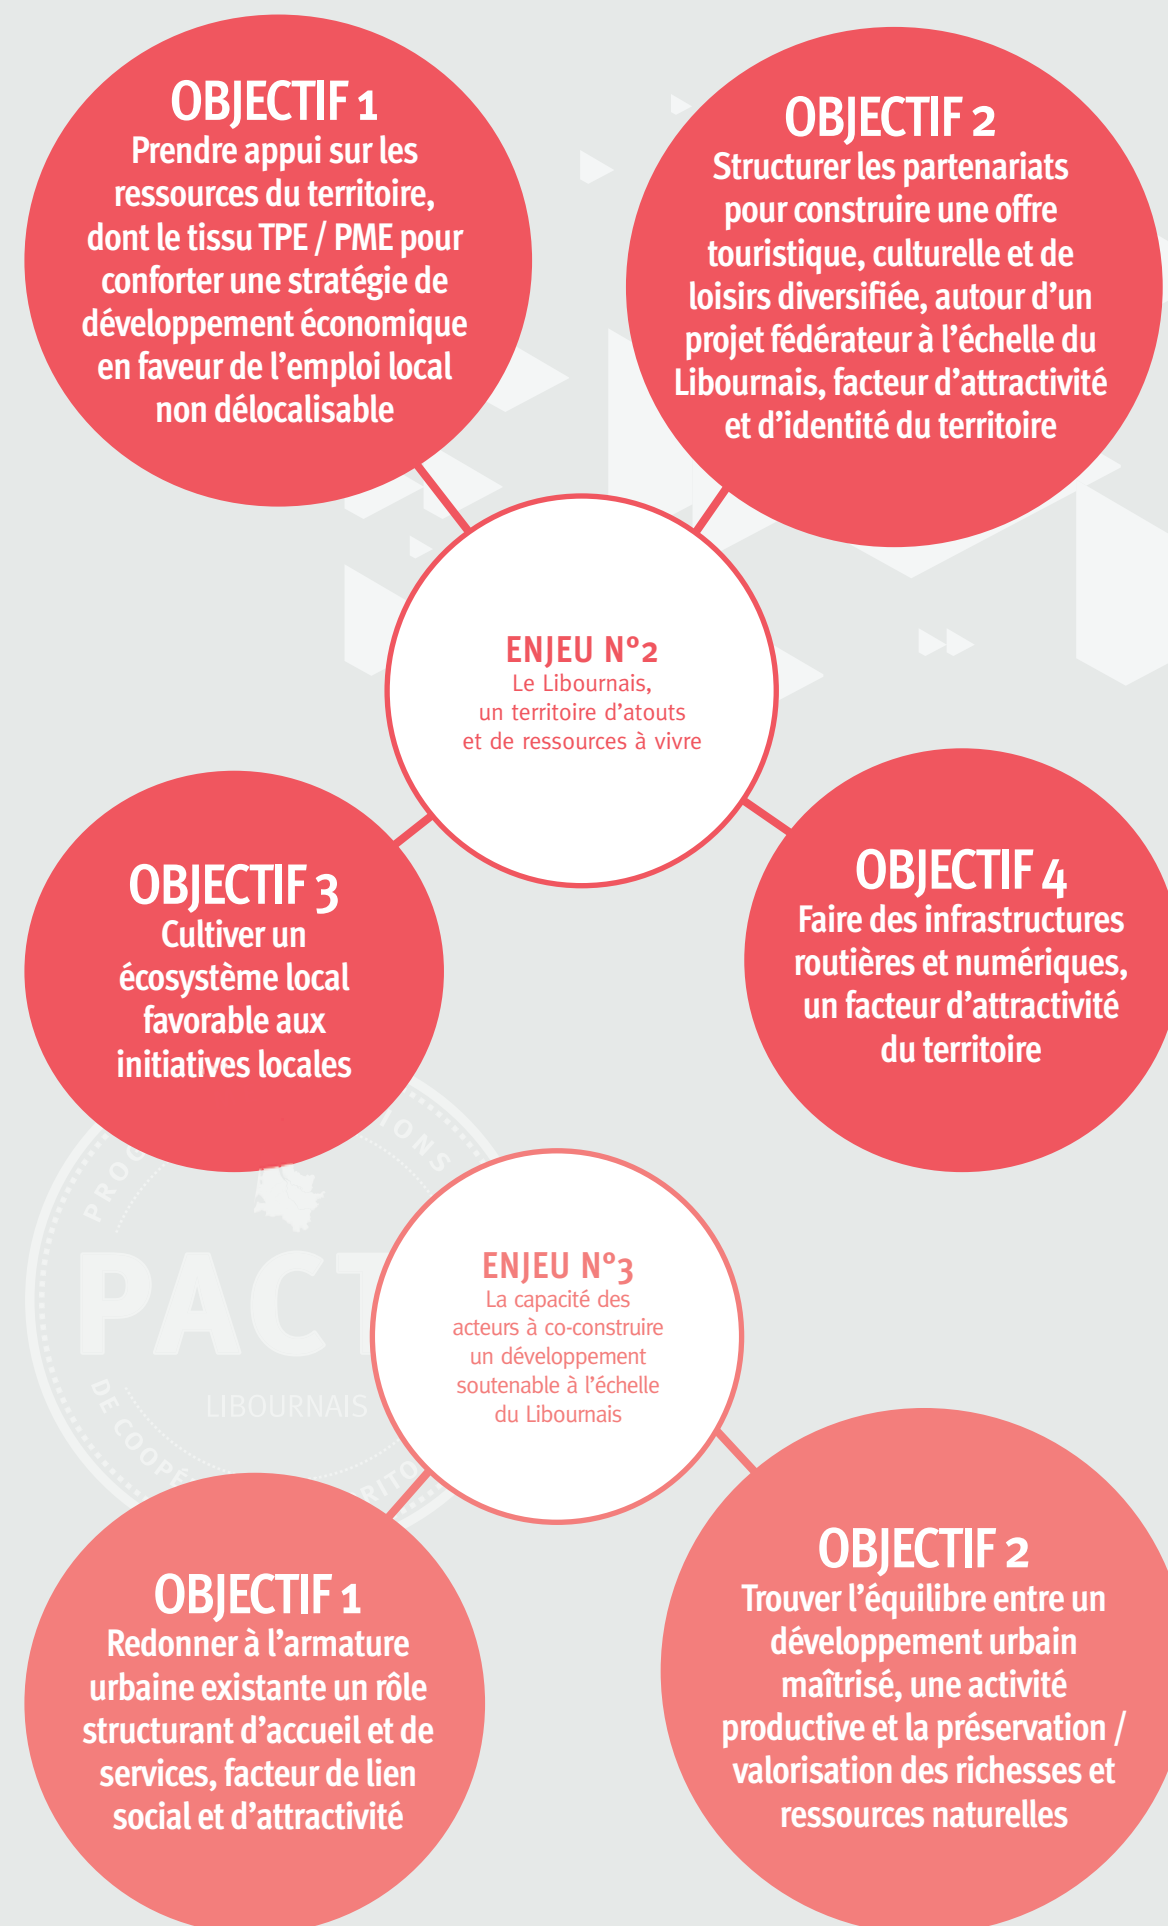 OBJECTIF 1
Prendre appui sur les
ressources du territoire,
dont le tissu TPE / PME pour
conforter une stratégie de
développement économique
en faveur de l’emploi local
non délocalisable
OBJECTIF 2
Structurer les partenariats
pour construire une offre
touristique, culturelle et de
loisirs diversifiée, autour d’un
projet fédérateur à l’échelle du
Libournais, facteur d’attractivité
et d’identité du territoire
ENJEU N°2
Le Libournais,
un territoire d’atouts
et de ressources à vivre
OBJECTIF 3
Cultiver un
écosystème local
favorable aux
initiatives locales
OBJECTIF 4
Faire des infrastructures
routières et numériques,
un facteur d’attractivité
du territoire
ENJEU N°3
La capacité des
acteurs à co-construire
un développement
soutenable à l’échelle
du Libournais
PACT
LIBOURNAIS
OBJECTIF 1
Redonner à l’armature
urbaine existante un rôle
structurant d’accueil et de
services, facteur de lien
social et d’attractivité
OBJECTIF 2
Trouver l’équilibre entre un
développement urbain
maîtrisé, une activité
productive et la préservation /
valorisation des richesses et
ressources naturelles